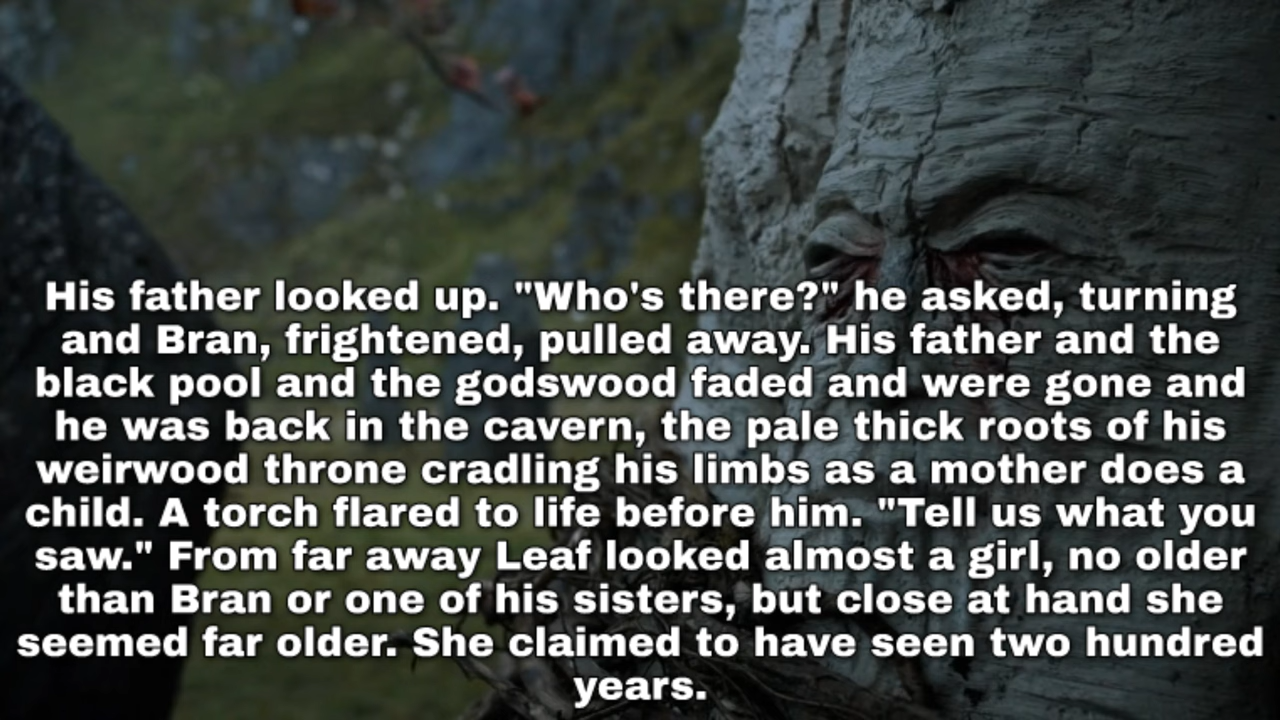 His father looked up. "Who's there?" he asked, turning
and Bran, frightened, pulled away. His father and the
black pool and the godswood faded and were gone and
he was back in the cavern, the pale thick roots of his
weirwood throne cradling his limbs as a mother does a
child. A torch flared to life before him. "Tell us what you
saw." From far away Leaf looked almost a girl, no older
than Bran or one of his sisters, but close at hand she
seemed far older. She claimed to have seen two hundred
years.